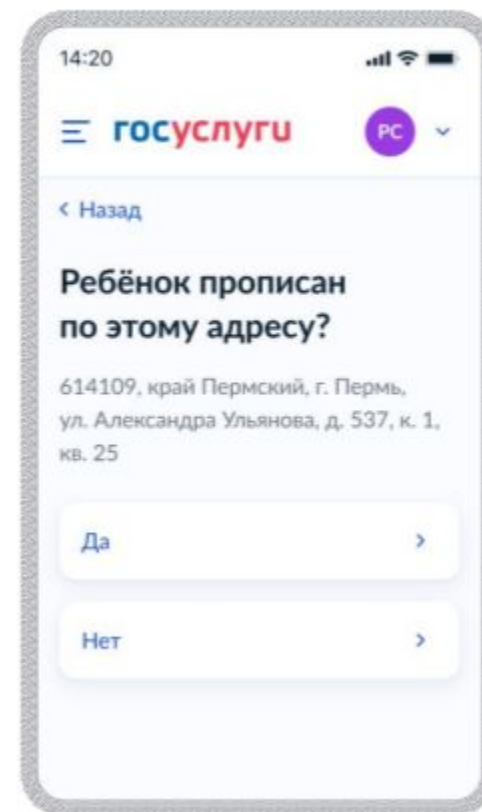 14:20
госуслуги
РС
Назад
Ребёнок прописан
по этому адресу?
614109, край Пермский, г. Пермь,
ул. Александра Ульянова, д. 537, к. 1,
кв. 25
Да
Нет